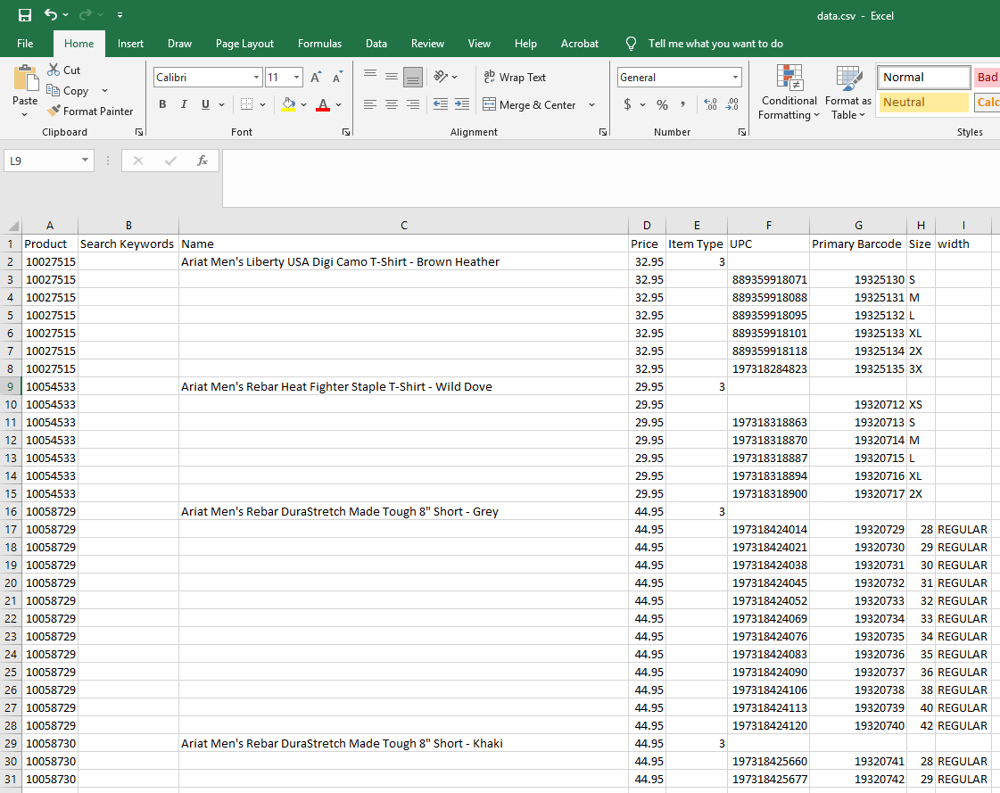 data.csv - Excel
File Home Insert Draw Page Layout Formulas Data Review View Help Acrobat Tell me what you want to do
Cut
Copy
Format Painter
Paste
Clipboard
Calibri 11 A A
B I U A
Font
ab Wrap Text
Merge & Center
Alignment
General
$ % , .00 .00
Number
Conditional Formatting
Format as Table
Normal Bad
Neutral Calc
Styles
L9 fx
A B C D E F G H I
1 Product Search Keywords Name Price Item Type UPC Primary Barcode Size width
2 10027515 Ariat Men's Liberty USA Digi Camo T-Shirt - Brown Heather 32.95 3
3 10027515 32.95 889359918071 19325130 S
4 10027515 32.95 889359918088 19325131 M
5 10027515 32.95 889359918095 19325132 L
6 10027515 32.95 889359918101 19325133 XL
7 10027515 32.95 889359918118 19325134 2X
8 10027515 32.95 197318284823 19325135 3X
9 10054533 Ariat Men's Rebar Heat Fighter Staple T-Shirt - Wild Dove 29.95 3
10 10054533 29.95 19320712 XS
11 10054533 29.95 197318318863 19320713 S
12 10054533 29.95 197318318870 19320714 M
13 10054533 29.95 197318318887 19320715 L
14 10054533 29.95 197318318894 19320716 XL
15 10054533 29.95 197318318900 19320717 2X
16 10058729 Ariat Men's Rebar DuraStretch Made Tough 8" Short - Grey 44.95 3
17 10058729 44.95 197318424014 19320729 28 REGULAR
18 10058729 44.95 197318424021 19320730 29 REGULAR
19 10058729 44.95 197318424038 19320731 30 REGULAR
20 10058729 44.95 197318424045 19320732 31 REGULAR
21 10058729 44.95 197318424052 19320733 32 REGULAR
22 10058729 44.95 197318424069 19320734 33 REGULAR
23 10058729 44.95 197318424076 19320735 34 REGULAR
24 10058729 44.95 197318424083 19320736 35 REGULAR
25 10058729 44.95 197318424090 19320737 36 REGULAR
26 10058729 44.95 197318424106 19320738 38 REGULAR
27 10058729 44.95 197318424113 19320739 40 REGULAR
28 10058729 44.95 197318424120 19320740 42 REGULAR
29 10058730 Ariat Men's Rebar DuraStretch Made Tough 8" Short - Khaki 44.95 3
30 10058730 44.95 197318425660 19320741 28 REGULAR
31 10058730 44.95 197318425677 19320742 29 REGULAR